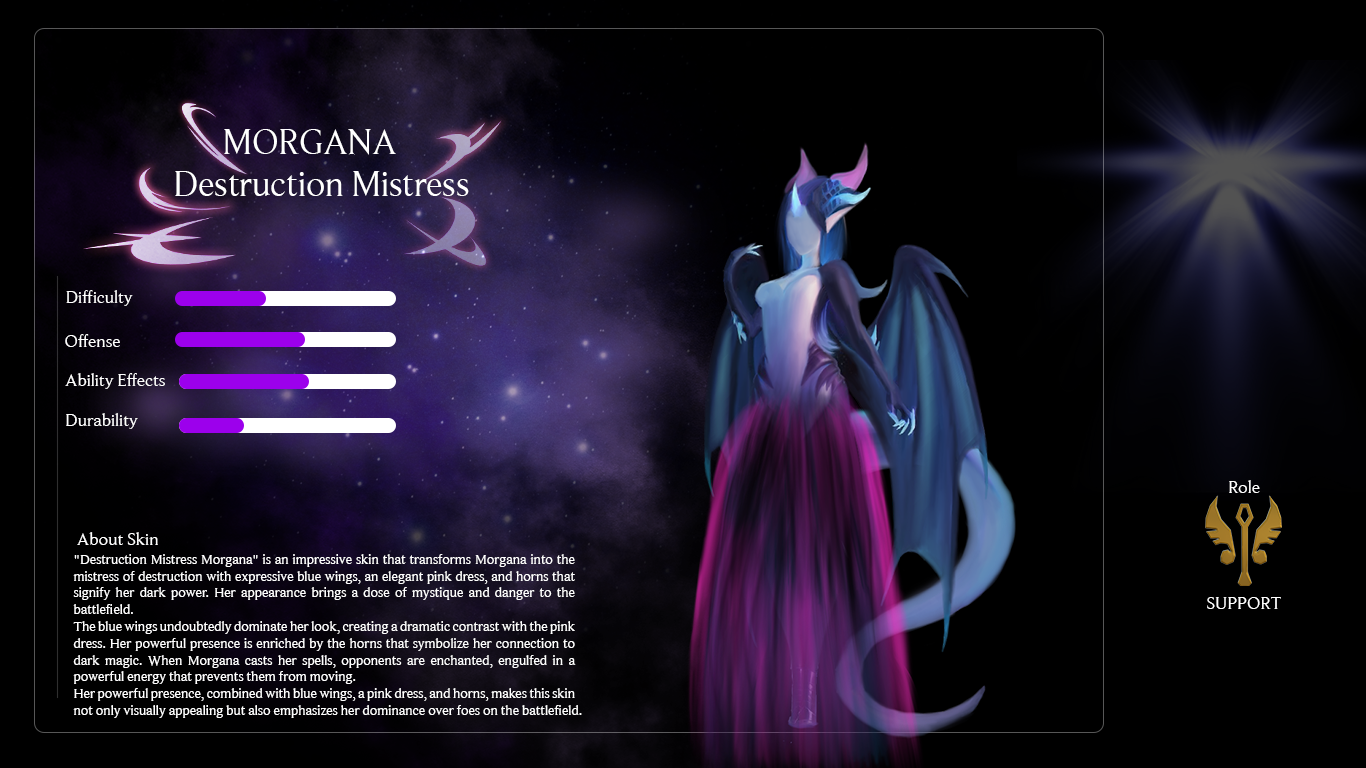 MORGANA
Destruction Mistress
Difficulty
Offense
Ability Effects
Durability
About Skin
"Destruction Mistress Morgana" is an impressive skin that transforms Morgana into the
mistress of destruction with expressive blue wings, an elegant pink dress, and horns that
signify her dark power. Her appearance brings a dose of mystique and danger to the
battlefield.
The blue wings undoubtedly dominate her look, creating a dramatic contrast with the pink
dress. Her powerful presence is enriched by the horns that symbolize her connection to
dark magic. When Morgana casts her spells, opponents are enchanted, engulfed in a
powerful energy that prevents them from moving.
Her powerful presence, combined with blue wings, a pink dress, and horns, makes this skin
not only visually appealing but also emphasizes her dominance over foes on the battlefield.
Role
SUPPORT